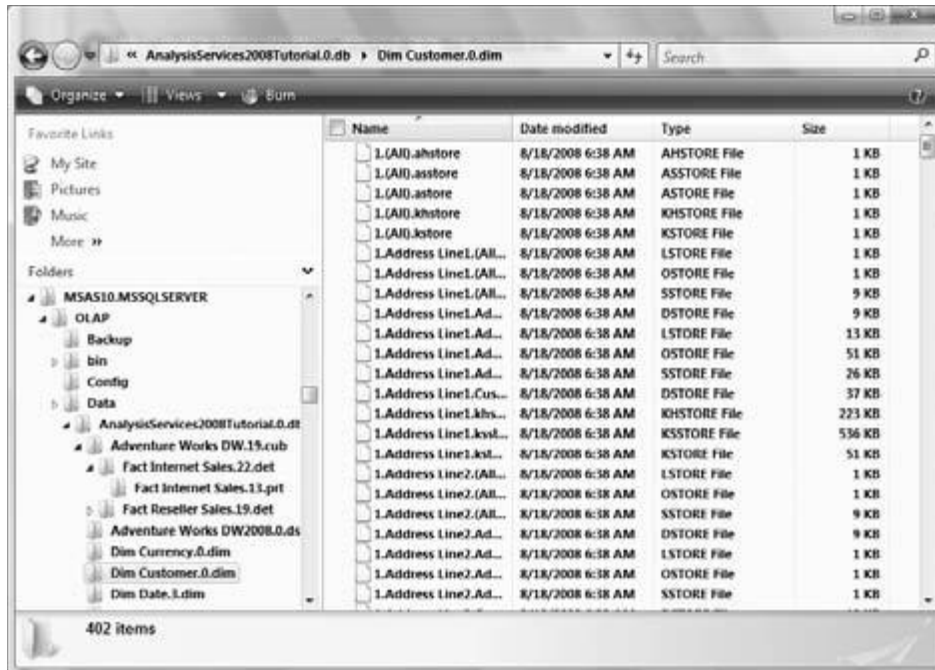 « AnalysisServices2008Tutorial.0.db ▸ Dim Customer.0.dim Search
Organize Views Burn
Favorite Links
My Site
Pictures
Music
More »
Folders
MSAS10.MSSQLSERVER
OLAP
Backup
bin
Config
Data
AnalysisServices2008Tutorial.0.db
Adventure Works DW.19.cub
Fact Internet Sales.22.det
Fact Internet Sales.13.prt
Fact Reseller Sales.19.det
Adventure Works DW2008.0.ds
Dim Currency.0.dim
Dim Customer.0.dim
Dim Date.3.dim
Name Date modified Type Size
1.(All).ahstore 8/18/2008 6:38 AM AHSTORE File 1 KB
1.(All).asstore 8/18/2008 6:38 AM ASSTORE File 1 KB
1.(All).astore 8/18/2008 6:38 AM ASTORE File 1 KB
1.(All).khstore 8/18/2008 6:38 AM KHSTORE File 1 KB
1.(All).kstore 8/18/2008 6:38 AM KSTORE File 1 KB
1.Address Line1.(All... 8/18/2008 6:38 AM LSTORE File 1 KB
1.Address Line1.(All... 8/18/2008 6:38 AM OSTORE File 1 KB
1.Address Line1.(All... 8/18/2008 6:38 AM SSTORE File 9 KB
1.Address Line1.Ad... 8/18/2008 6:38 AM DSTORE File 9 KB
1.Address Line1.Ad... 8/18/2008 6:38 AM LSTORE File 13 KB
1.Address Line1.Ad... 8/18/2008 6:38 AM OSTORE File 51 KB
1.Address Line1.Ad... 8/18/2008 6:38 AM SSTORE File 26 KB
1.Address Line1.Cus... 8/18/2008 6:38 AM DSTORE File 37 KB
1.Address Line1.khs... 8/18/2008 6:38 AM KHSTORE File 223 KB
1.Address Line1.ksst... 8/18/2008 6:38 AM KSSTORE File 536 KB
1.Address Line1.kst... 8/18/2008 6:38 AM KSTORE File 51 KB
1.Address Line2.(All... 8/18/2008 6:38 AM LSTORE File 1 KB
1.Address Line2.(All... 8/18/2008 6:38 AM OSTORE File 1 KB
1.Address Line2.(All... 8/18/2008 6:38 AM SSTORE File 9 KB
1.Address Line2.Ad... 8/18/2008 6:38 AM DSTORE File 9 KB
1.Address Line2.Ad... 8/18/2008 6:38 AM LSTORE File 1 KB
1.Address Line2.Ad... 8/18/2008 6:38 AM OSTORE File 1 KB
1.Address Line2.Ad... 8/18/2008 6:38 AM SSTORE File 1 KB
402 items